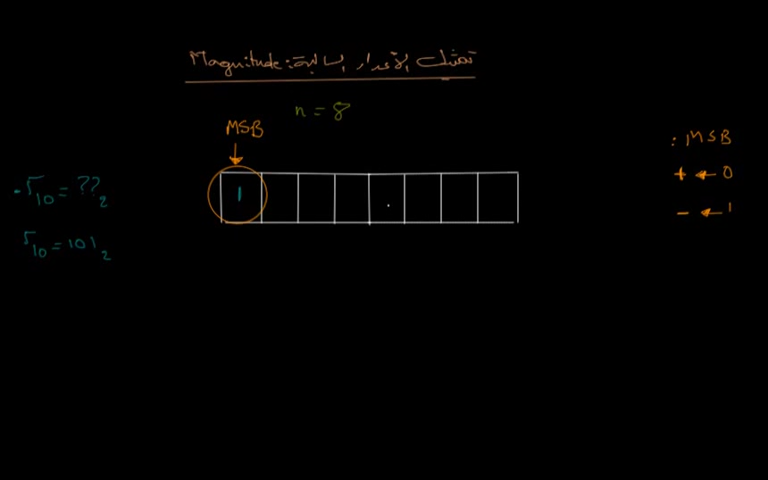 تمثيل الأعداد السالبة: Magnitude
n = 8
MSB
: MSB
+ ← 0
- ← 1
1
-5₁₀ = ??₂
5₁₀ = 101₂